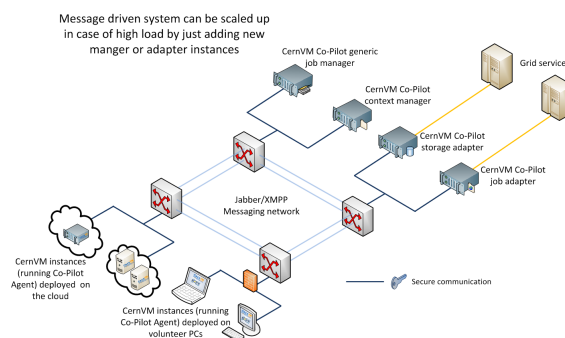 Message driven system can be scaled up
in case of high load by just adding new
manger or adapter instances
CernVM Co-Pilot generic
job manager
Grid service
CernVM Co-Pilot
context manager
CernVM Co-Pilot
storage adapter
CernVM Co-Pilot
job adapter
Jabber/XMPP
Messaging network
CernVM instances
(running Co-Pilot
Agent) deployed on
the cloud
CernVM instances (running
Co-Pilot Agent) deployed on
volunteer PCs
Secure communication